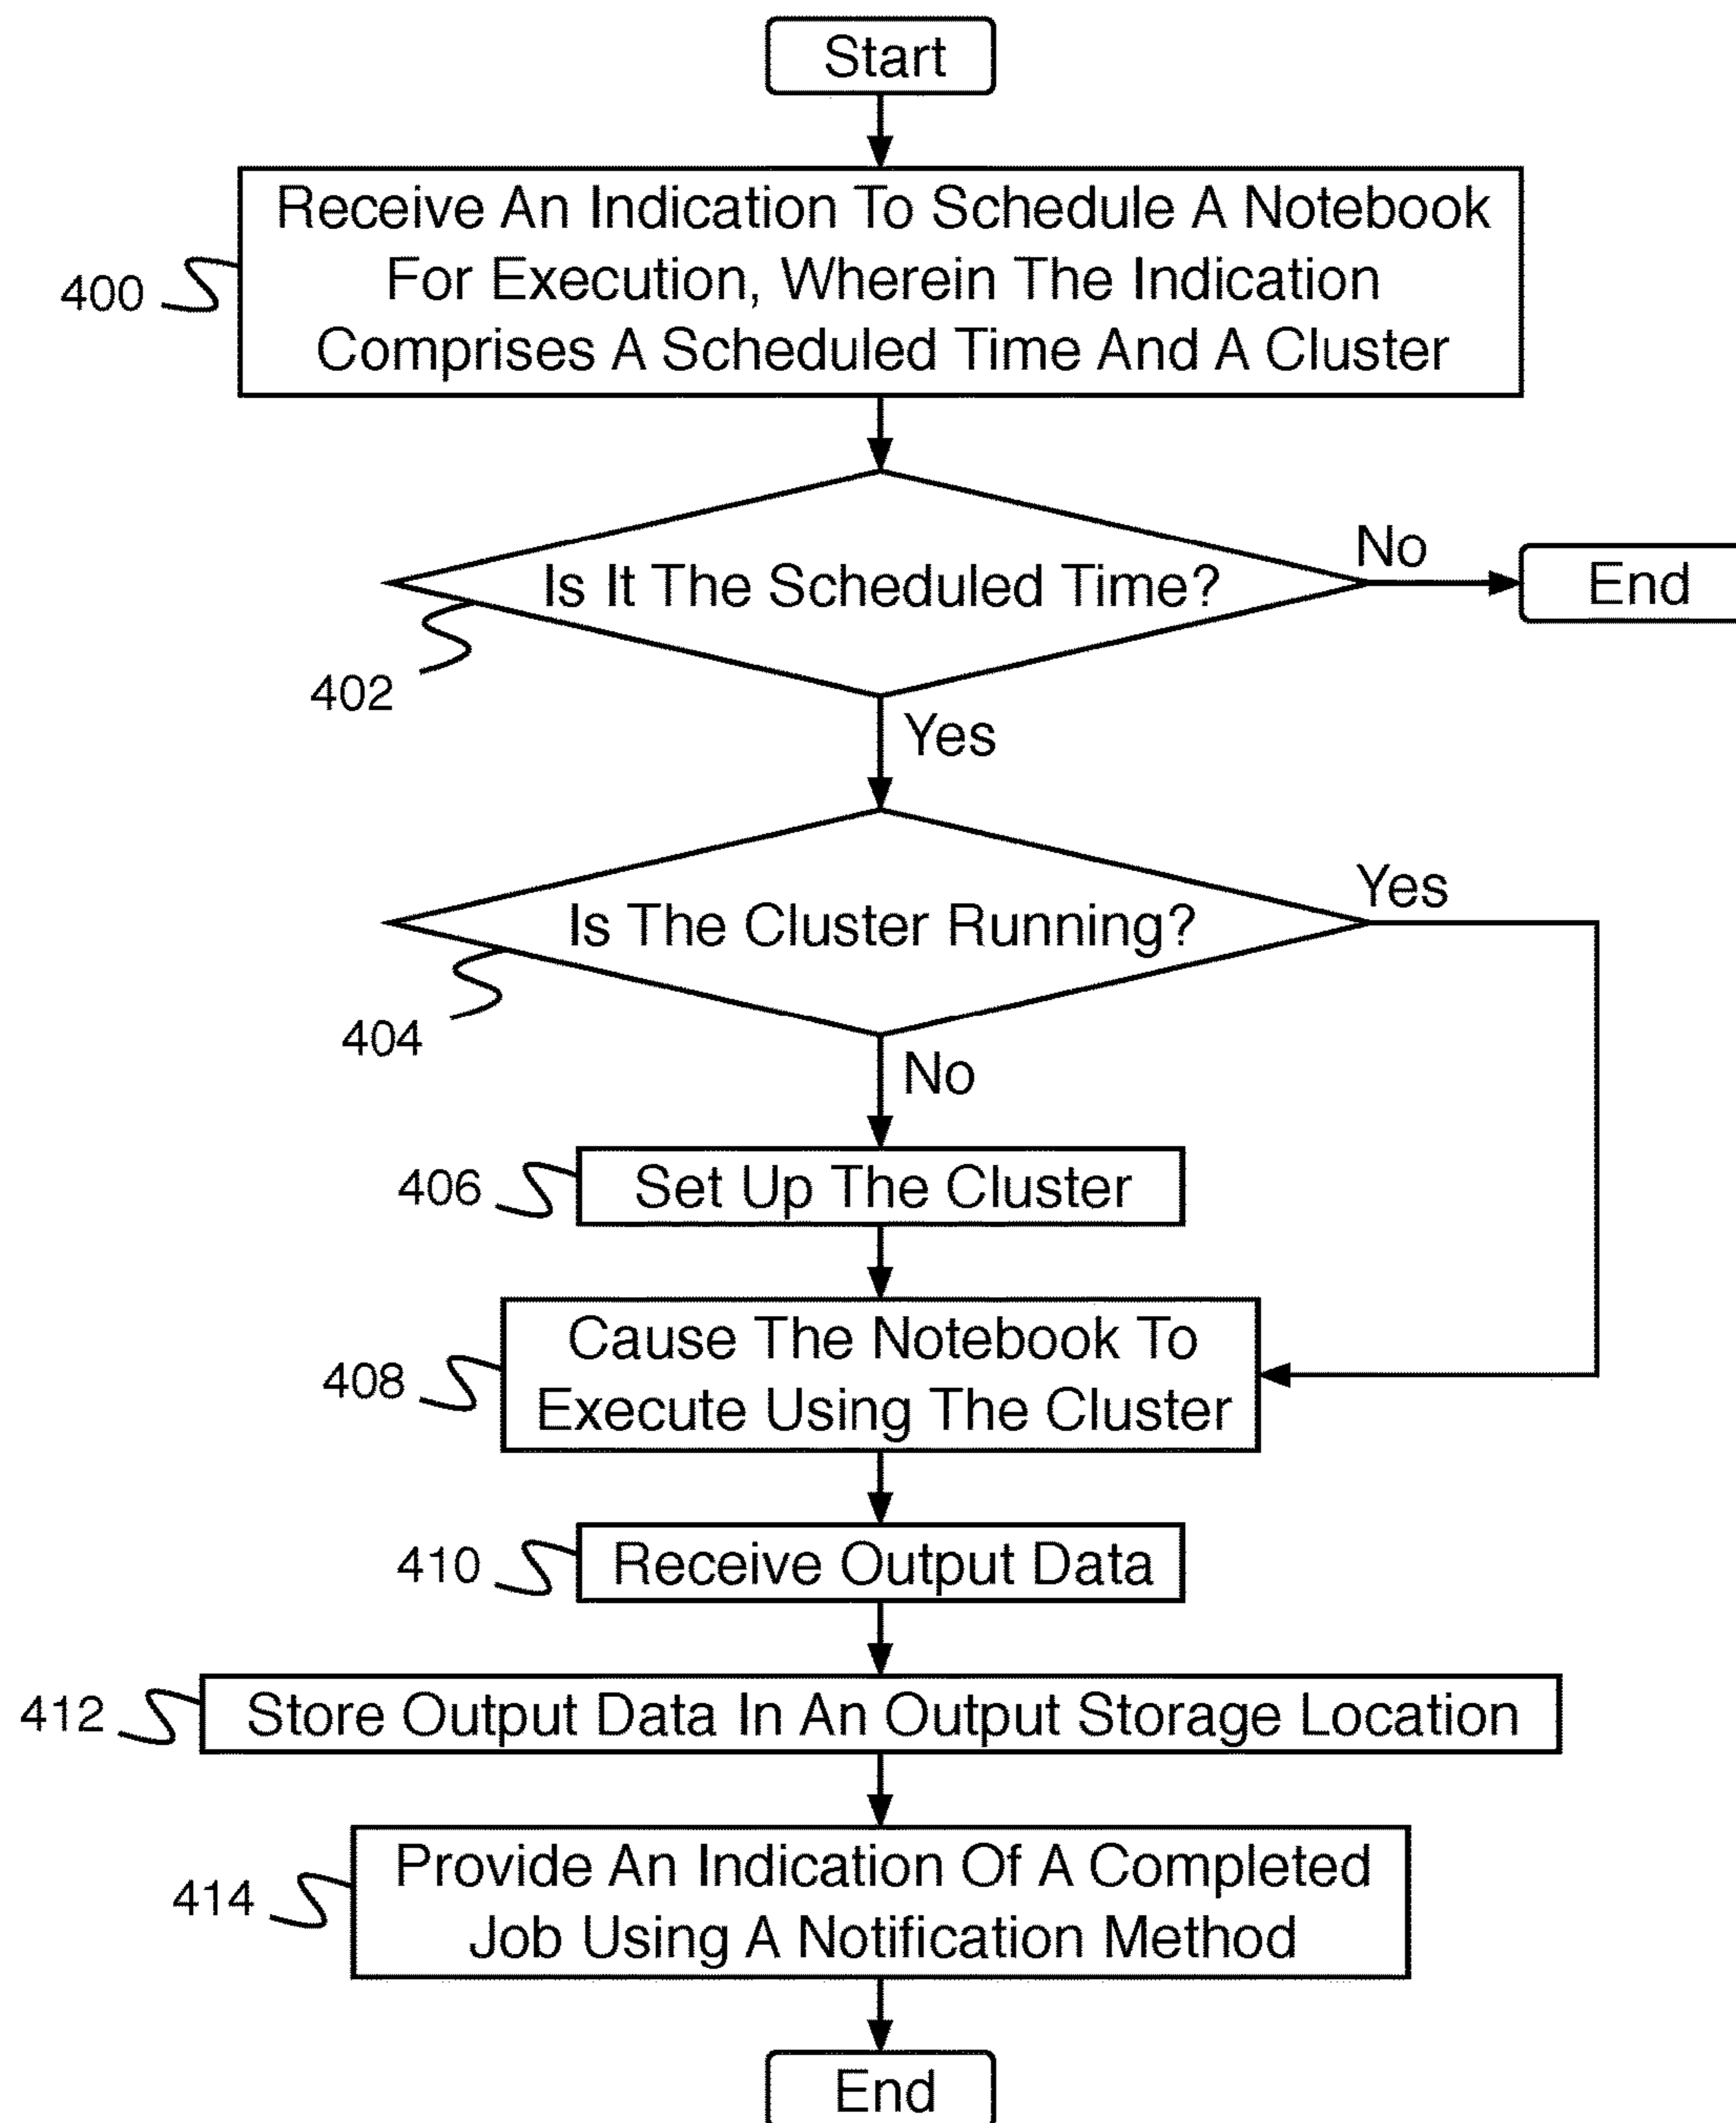 Start
Receive An Indication To Schedule A Notebook
For Execution, Wherein The Indication
Comprises A Scheduled Time And A Cluster
400
Is It The Scheduled Time?
No
End
402
Yes
Is The Cluster Running?
Yes
404
No
406
Set Up The Cluster
Cause The Notebook To
Execute Using The Cluster
408
410
Receive Output Data
412
Store Output Data In An Output Storage Location
Provide An Indication Of A Completed
Job Using A Notification Method
414
End